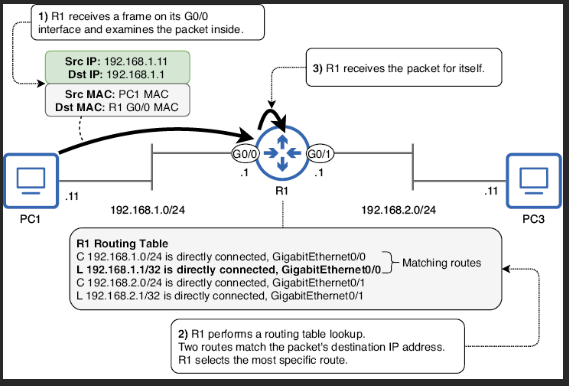 1) R1 receives a frame on its G0/0
interface and examines the packet inside.
Src IP: 192.168.1.11
Dst IP: 192.168.1.1
Src MAC: PC1 MAC
Dst MAC: R1 G0/0 MAC
3) R1 receives the packet for itself.
G0/0
G0/1
.1
.1
R1
.11
.11
PC1
PC3
192.168.1.0/24
192.168.2.0/24
R1 Routing Table
C 192.168.1.0/24 is directly connected, GigabitEthernet0/0
L 192.168.1.1/32 is directly connected, GigabitEthernet0/0
C 192.168.2.0/24 is directly connected, GigabitEthernet0/1
L 192.168.2.1/32 is directly connected, GigabitEthernet0/1
Matching routes
2) R1 performs a routing table lookup.
Two routes match the packet's destination IP address.
R1 selects the most specific route.